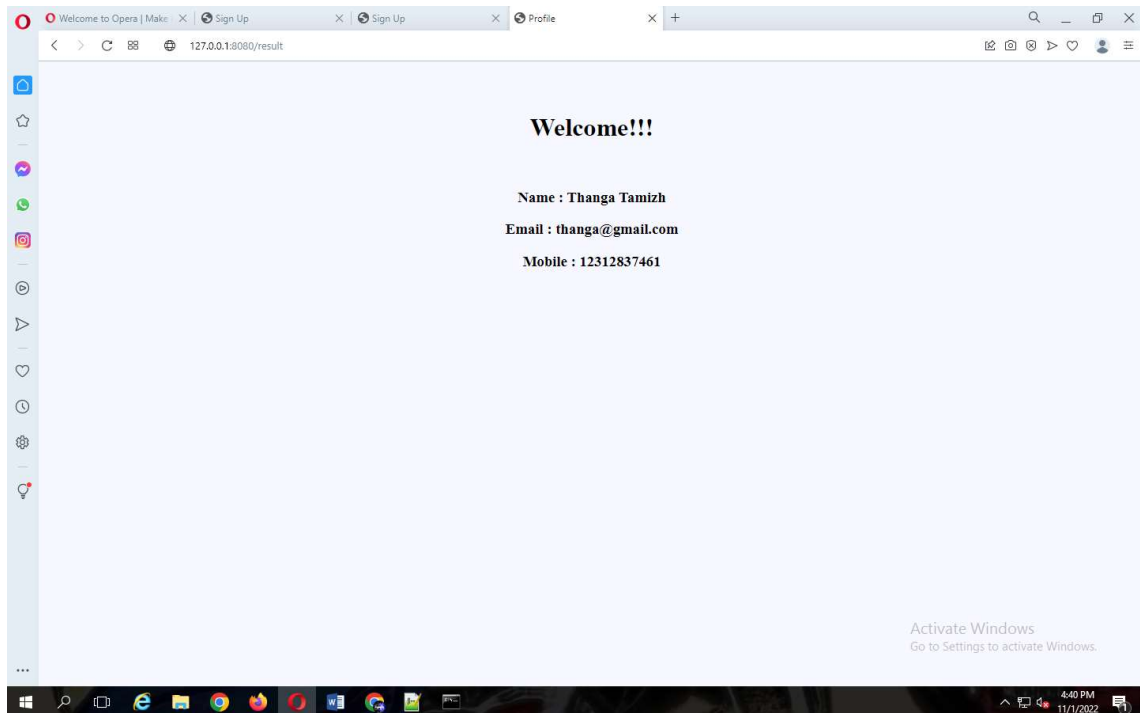 Welcome to Opera | Make
Sign Up
Sign Up
Profile
127.0.0.1:8080/result
Welcome!!!
Name : Thanga Tamizh
Email : thanga@gmail.com
Mobile : 12312837461
Activate Windows
Go to Settings to activate Windows.
4:40 PM
11/1/2022